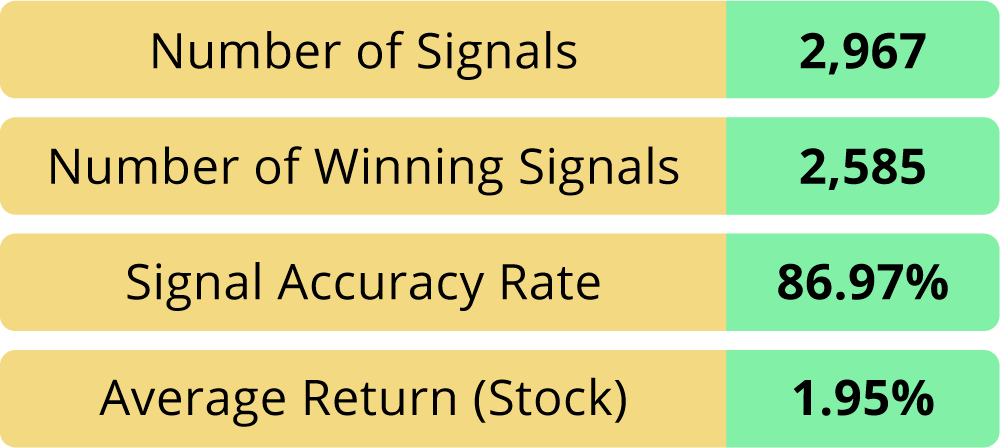 Number of Signals 2,967
Number of Winning Signals 2,585
Signal Accuracy Rate 86.97%
Average Return (Stock) 1.95%